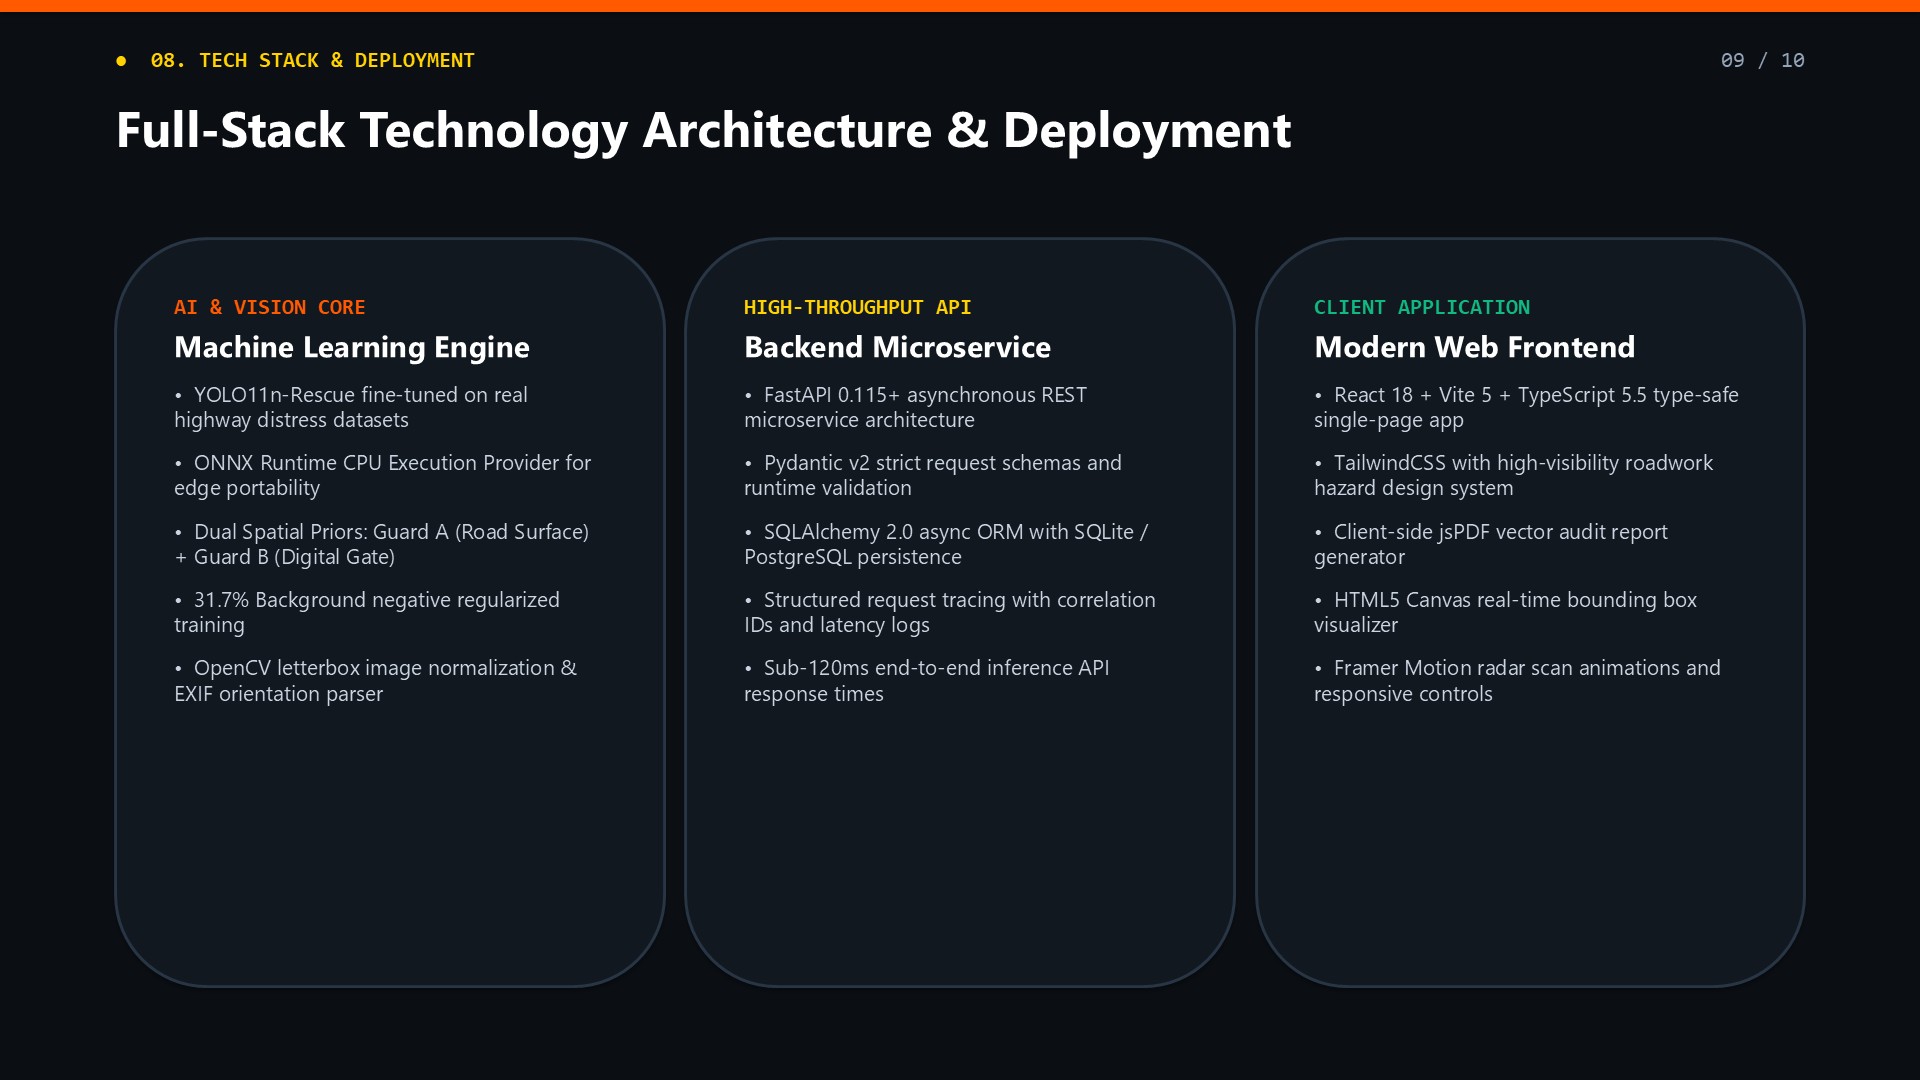 ● 08. TECH STACK & DEPLOYMENT
09 / 10
Full-Stack Technology Architecture & Deployment
AI & VISION CORE
Machine Learning Engine
• YOLO11n-Rescue fine-tuned on real
highway distress datasets
• ONNX Runtime CPU Execution Provider for
edge portability
• Dual Spatial Priors: Guard A (Road Surface)
+ Guard B (Digital Gate)
• 31.7% Background negative regularized
training
• OpenCV letterbox image normalization &
EXIF orientation parser
HIGH-THROUGHPUT API
Backend Microservice
• FastAPI 0.115+ asynchronous REST
microservice architecture
• Pydantic v2 strict request schemas and
runtime validation
• SQLAlchemy 2.0 async ORM with SQLite /
PostgreSQL persistence
• Structured request tracing with correlation
IDs and latency logs
• Sub-120ms end-to-end inference API
response times
CLIENT APPLICATION
Modern Web Frontend
• React 18 + Vite 5 + TypeScript 5.5 type-safe
single-page app
• TailwindCSS with high-visibility roadwork
hazard design system
• Client-side jsPDF vector audit report
generator
• HTML5 Canvas real-time bounding box
visualizer
• Framer Motion radar scan animations and
responsive controls